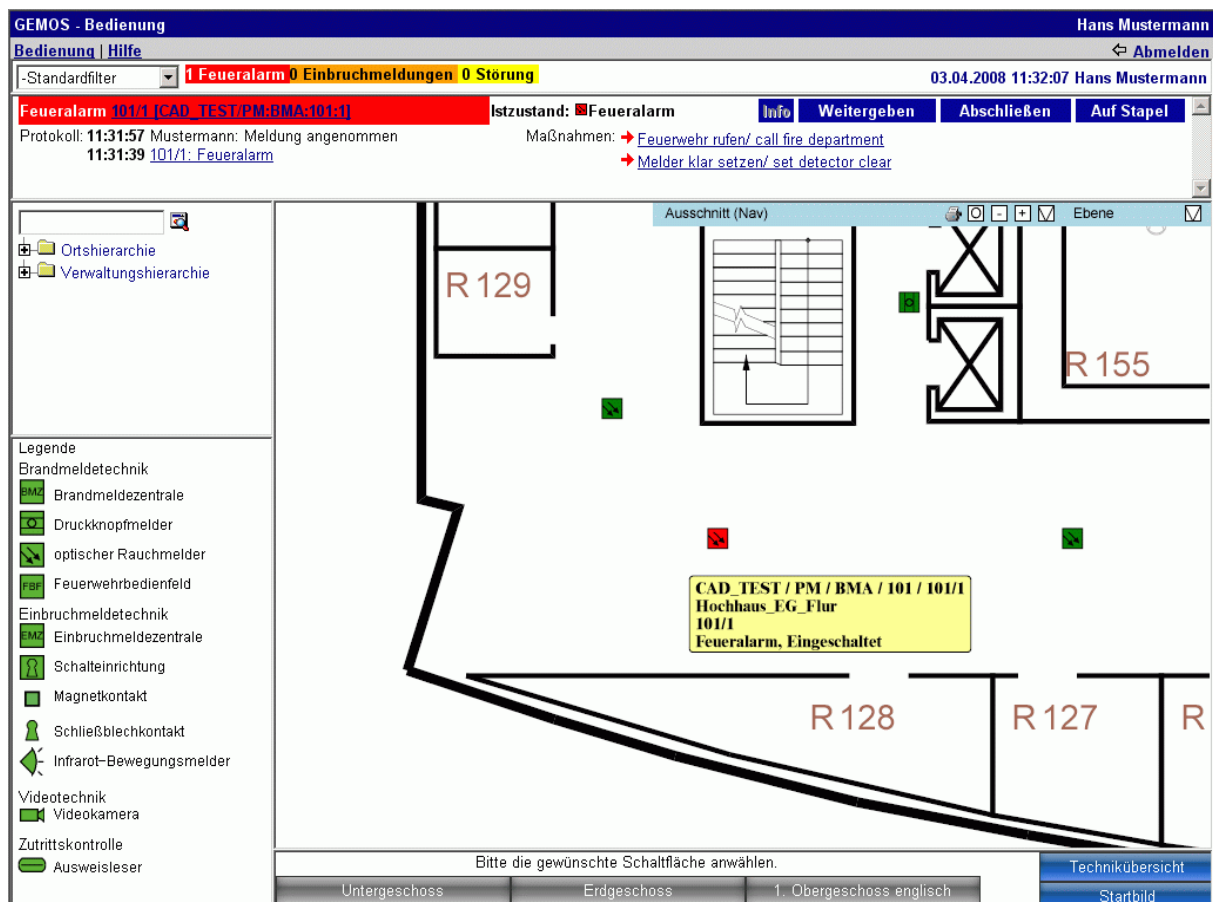 GEMOS - Bedienung Hans Mustermann
Bedienung | Hilfe Abmelden
-Standardfilter 1 Feueralarm 0 Einbruchmeldungen 0 Störung 03.04.2008 11:32:07 Hans Mustermann
Feueralarm 101/1 [CAD_TEST/PM:BMA:101:1] Istzustand: Feueralarm Info Weitergeben Abschließen Auf Stapel
Protokoll: 11:31:57 Mustermann: Meldung angenommen Maßnahmen: Feuerwehr rufen/ call fire department
11:31:39 101/1: Feueralarm Melder klar setzen/ set detector clear
Ausschnitt (Nav) O - + Ebene
Ortshierarchie
Verwaltungshierarchie
R 129
R 155
Legende
Brandmeldetechnik
BMZ Brandmeldezentrale
Druckknopfmelder
optischer Rauchmelder
FBF Feuerwehrbedienfeld
Einbruchmeldetechnik
EMZ Einbruchmeldezentrale
Schalteinrichtung
Magnetkontakt
Schließblechkontakt
Infrarot-Bewegungsmelder
Videotechnik
Videokamera
Zutrittskontrolle
Ausweisleser
CAD_TEST / PM / BMA / 101 / 101/1
Hochhaus_EG_Flur
101/1
Feueralarm, Eingeschaltet
R 128 R 127 R
Bitte die gewünschte Schaltfläche anwählen.
Technikübersicht
Untergeschoss Erdgeschoss 1. Obergeschoss englisch Startbild